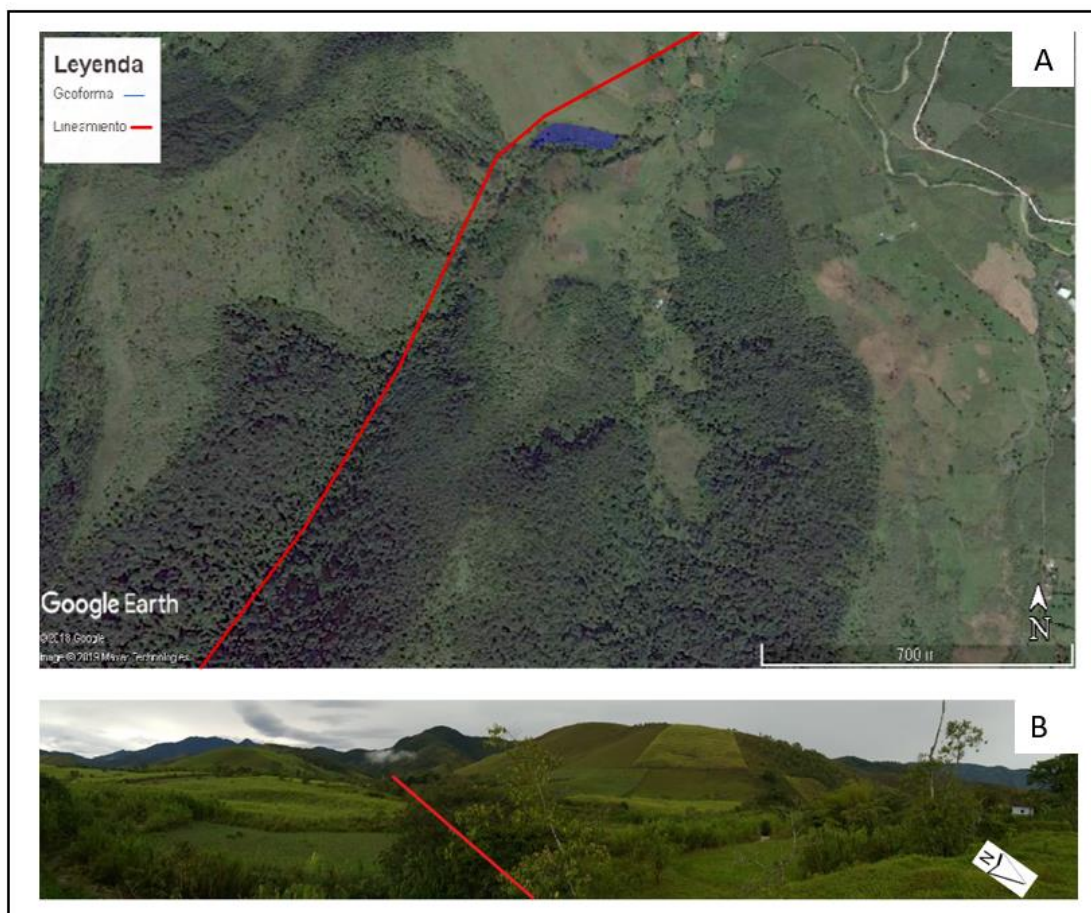 A
Leyenda
Geoforma
Lineamiento
Google Earth
©2018 Google
Image © 2019 Maxar Technologies
N
700 m
B
N